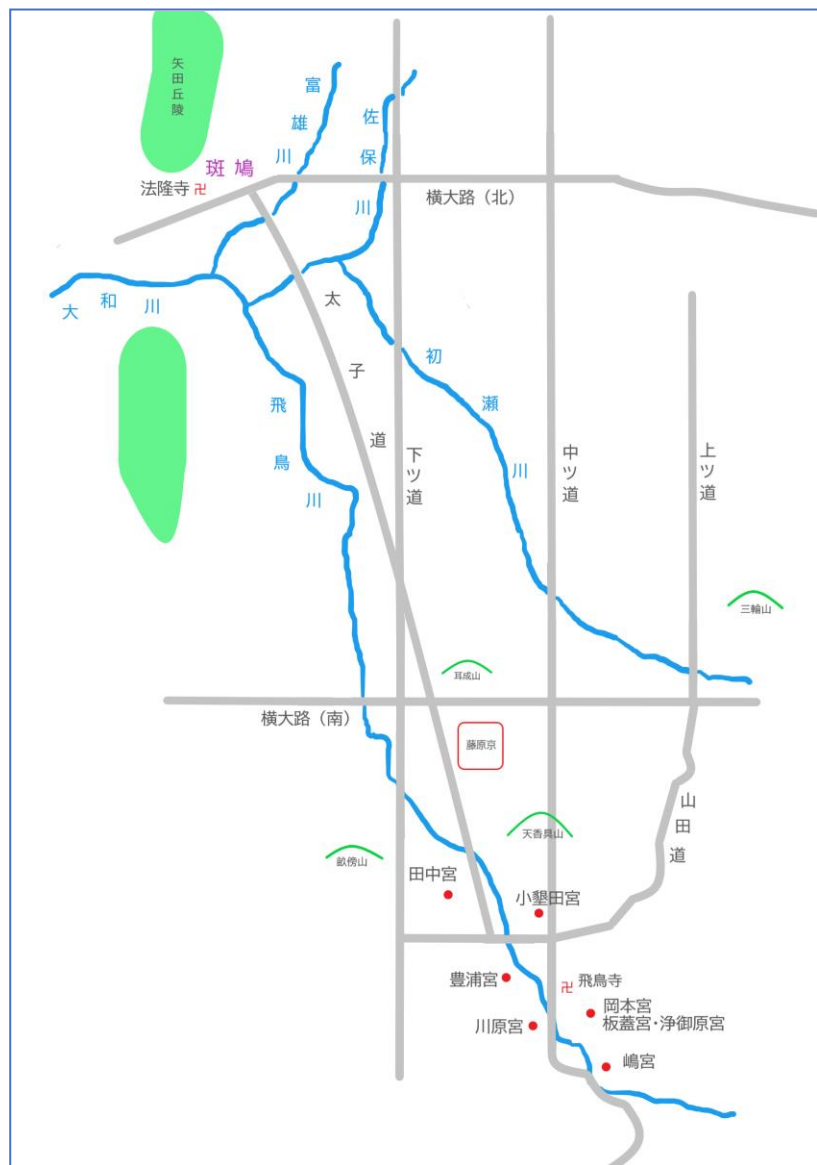 矢田丘陵
富雄川
佐保川
斑鳩
法隆寺 卍
横大路（北）
大和川
太子道
初瀬川
飛鳥川
下ツ道
中ツ道
上ツ道
三輪山
耳成山
横大路（南）
藤原京
山田道
天香具山
畝傍山
田中宮
小墾田宮
豊浦宮
卍 飛鳥寺
岡本宮
板蓋宮・浄御原宮
川原宮
嶋宮